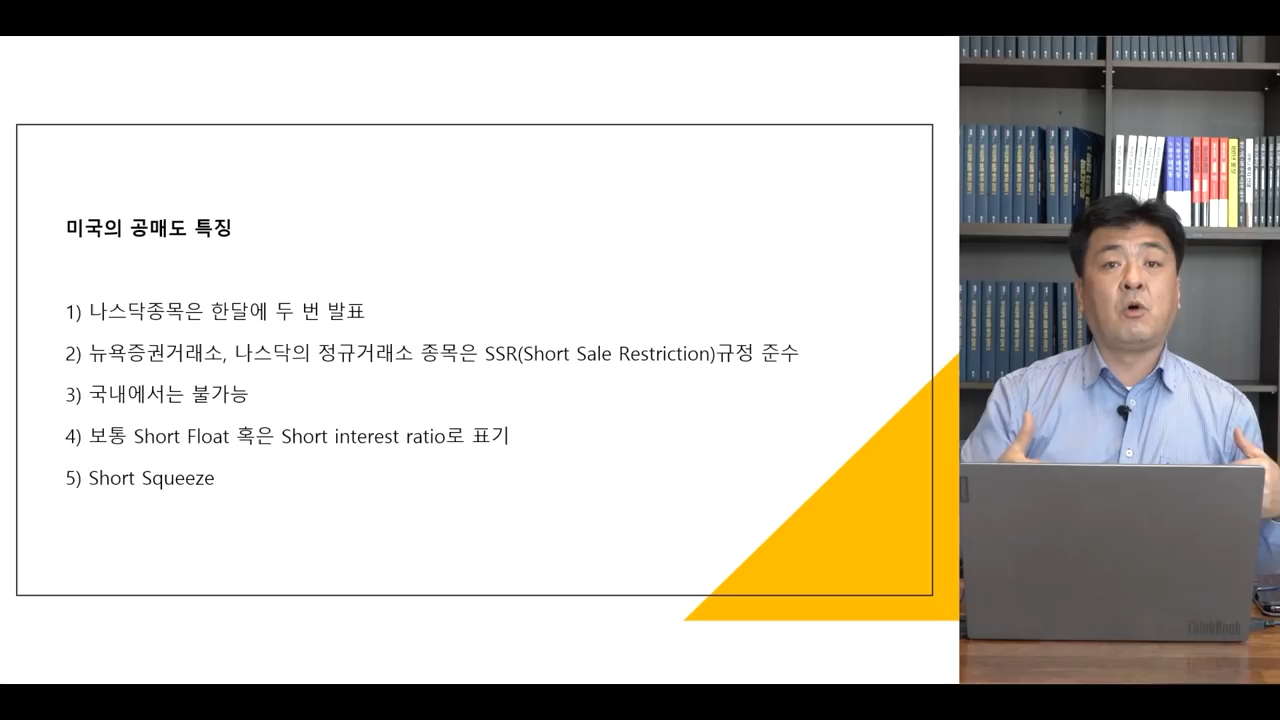 미국의 공매도 특징
1) 나스닥종목은 한달에 두 번 발표
2) 뉴욕증권거래소, 나스닥의 정규거래소 종목은 SSR(Short Sale Restriction)규정 준수
3) 국내에서는 불가능
4) 보통 Short Float 혹은 Short interest ratio로 표기
5) Short Squeeze
ThinkBook